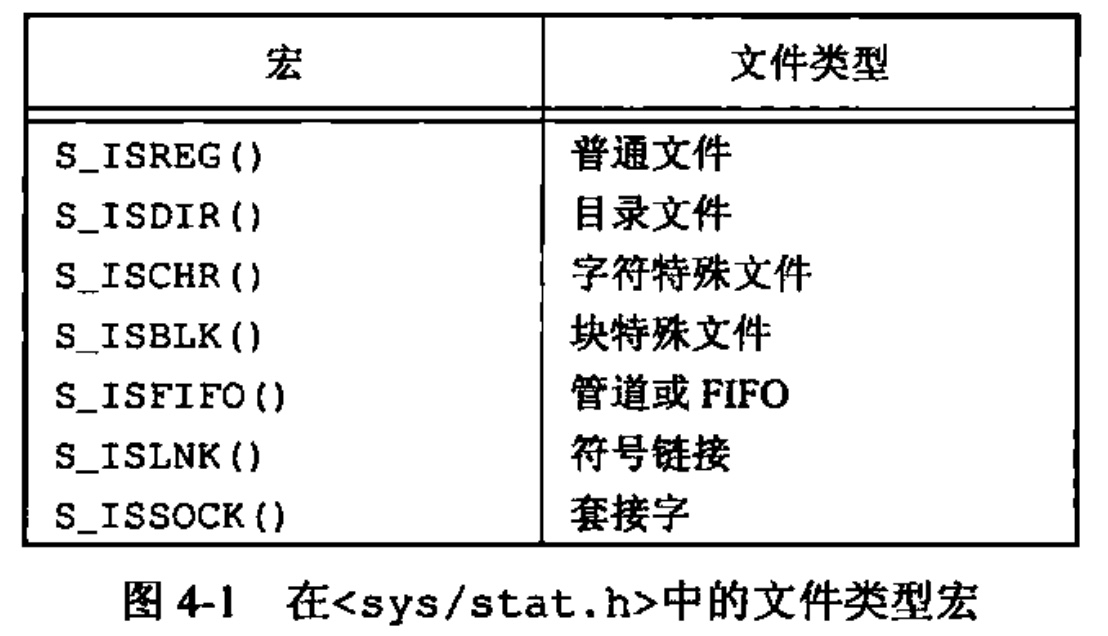 宏 文件类型
S_ISREG() 普通文件
S_ISDIR() 目录文件
S_ISCHR() 字符特殊文件
S_ISBLK() 块特殊文件
S_ISFIFO() 管道或 FIFO
S_ISLNK() 符号链接
S_ISSOCK() 套接字
图 4-1 在<sys/stat.h>中的文件类型宏